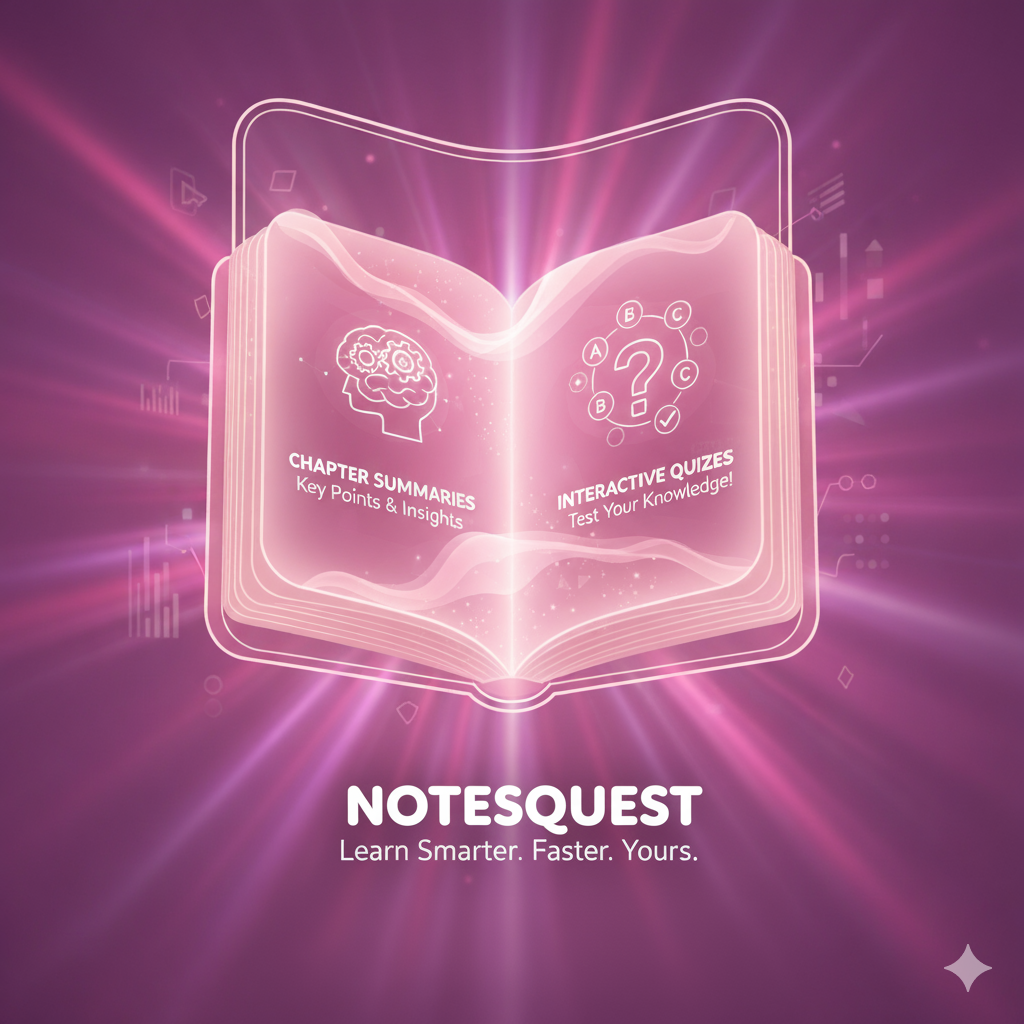 CHAPTER SUMMARIES
Key Points & Insights
B
C
A
C
B
?
INTERACTIVE QUIZES
Test Your Knowledge!
NOTESQUEST
Learn Smarter. Faster. Yours.